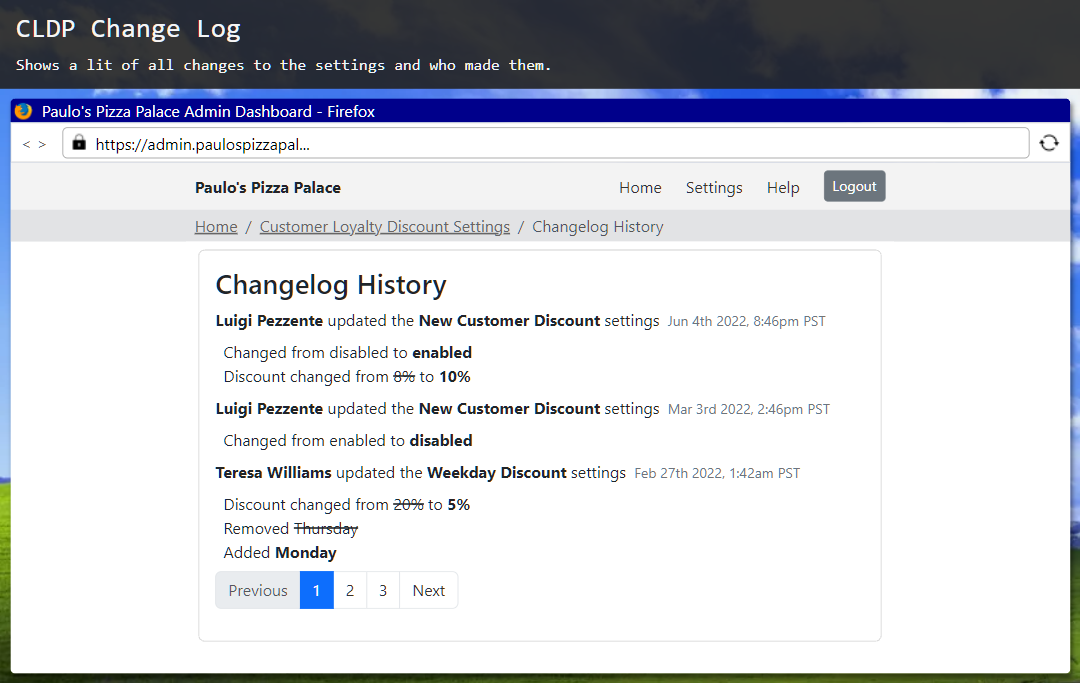 CLDP Change Log
Shows a lit of all changes to the settings and who made them.
Paulo's Pizza Palace Admin Dashboard - Firefox
< > https://admin.paulospizzapal...
Paulo's Pizza Palace Home Settings Help Logout
Home / Customer Loyalty Discount Settings / Changelog History
Changelog History
Luigi Pezzente updated the New Customer Discount settings Jun 4th 2022, 8:46pm PST
Changed from disabled to enabled
Discount changed from 8% to 10%
Luigi Pezzente updated the New Customer Discount settings Mar 3rd 2022, 2:46pm PST
Changed from enabled to disabled
Teresa Williams updated the Weekday Discount settings Feb 27th 2022, 1:42am PST
Discount changed from 20% to 5%
Removed Thursday
Added Monday
Previous 1 2 3 Next